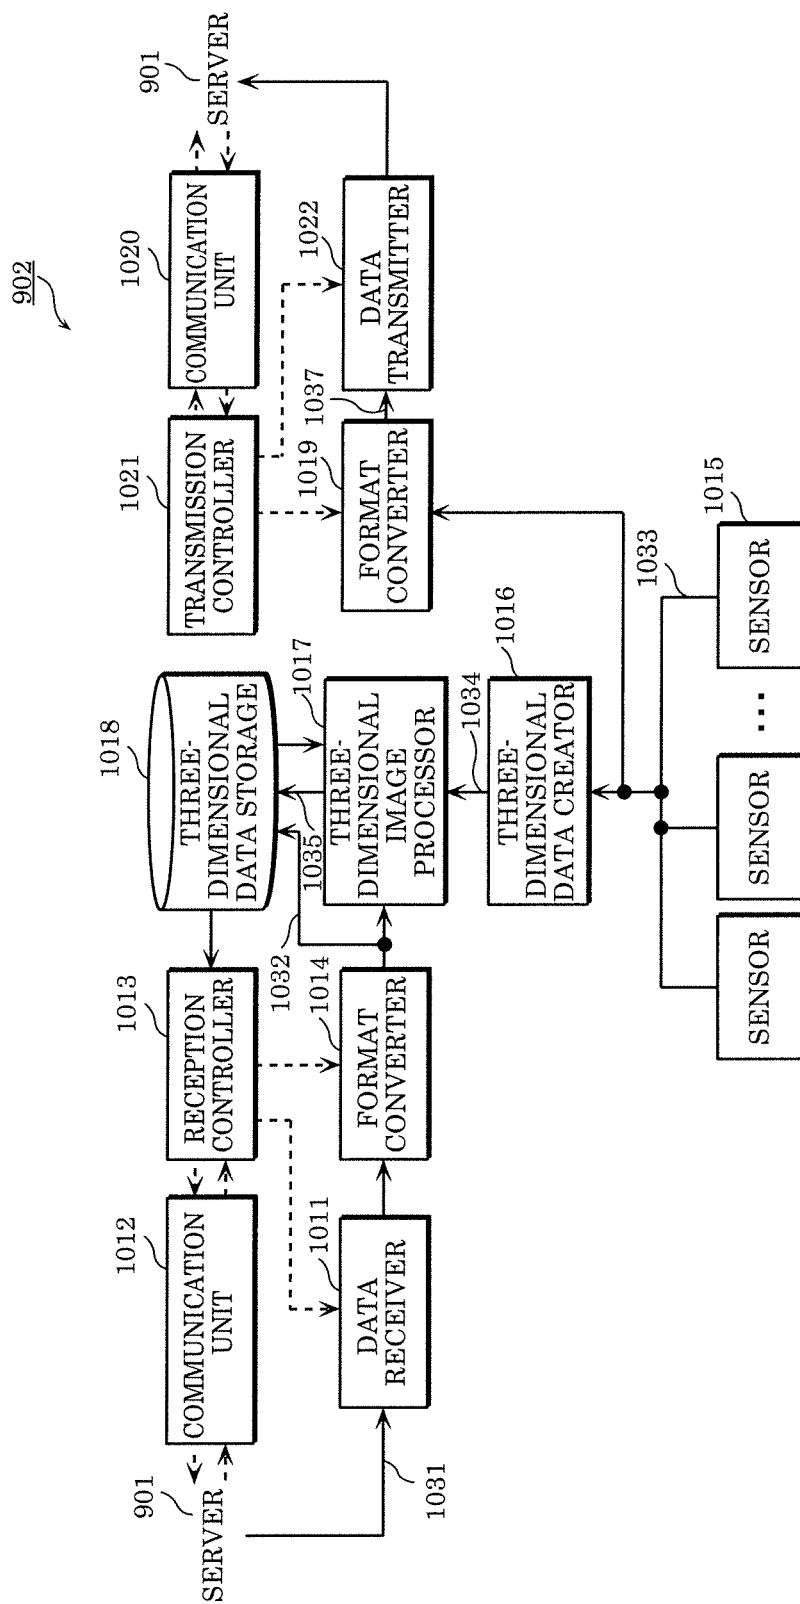 902
901
SERVER
1012
COMMUNICATION
UNIT
1013
RECEPTION
CONTROLLER
1018
THREE-
DIMENSIONAL
DATA STORAGE
1021
TRANSMISSION
CONTROLLER
1020
COMMUNICATION
UNIT
901
SERVER
1031
1011
DATA
RECEIVER
1014
FORMAT
CONVERTER
1032
1035
1017
THREE-
DIMENSIONAL
IMAGE
PROCESSOR
1019
FORMAT
CONVERTER
1037
1022
DATA
TRANSMITTER
1034
1016
THREE-
DIMENSIONAL
DATA CREATOR
1033
SENSOR
SENSOR
...
1015
SENSOR